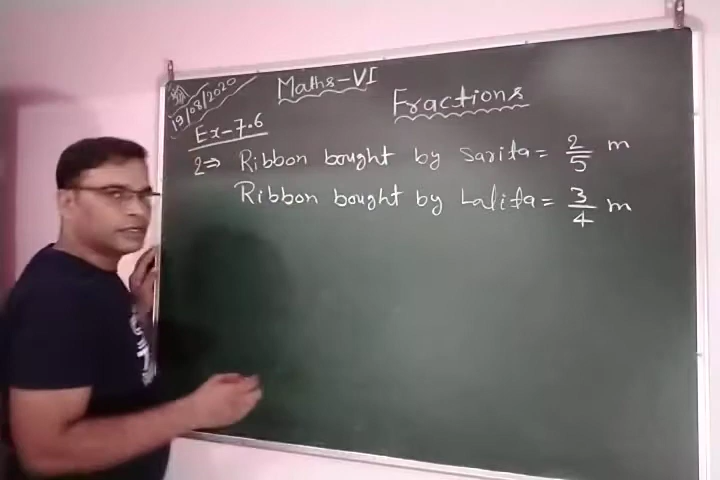 19/08/2020
Maths-VI
Fractions
Ex-7.6
2⇒ Ribbon bought by Sarita = 2/5 m
Ribbon bought by Lalita = 3/4 m